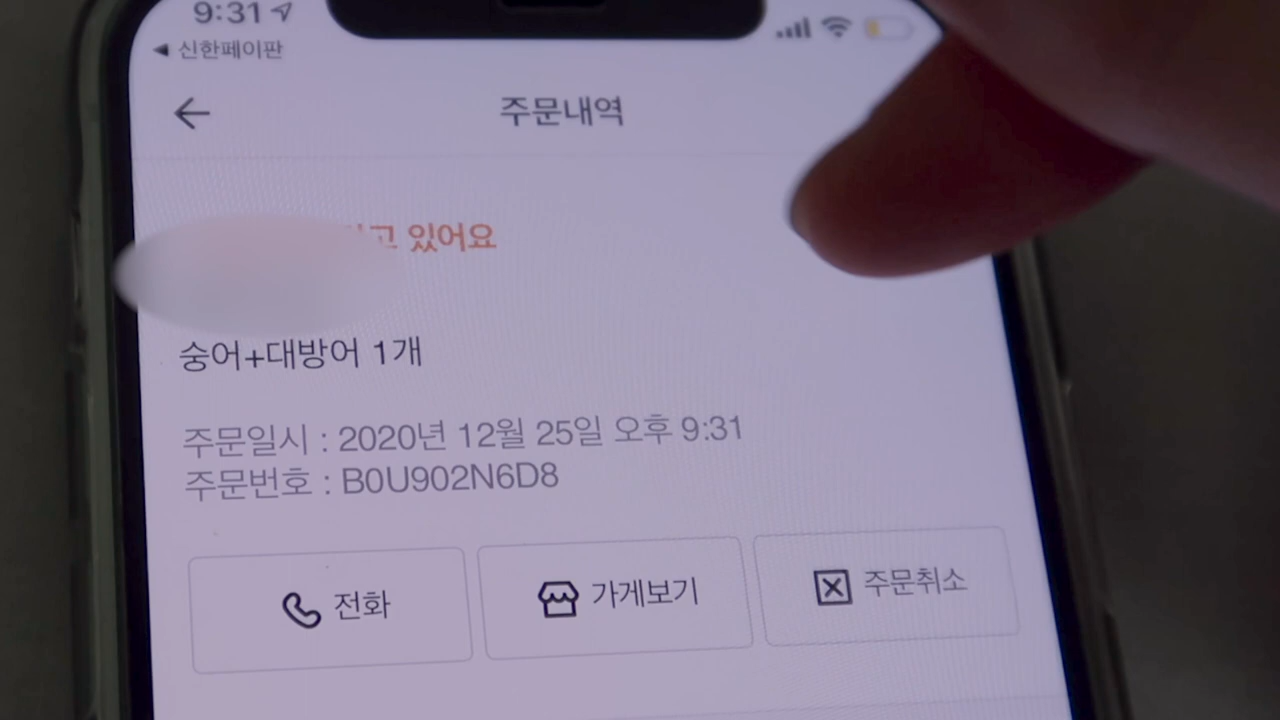 9:31
◀ 신한페이판
주문내역
있어요
숭어+대방어 1개
주문일시 : 2020년 12월 25일 오후 9:31
주문번호 : B0U902N6D8
전화
가게보기
주문취소